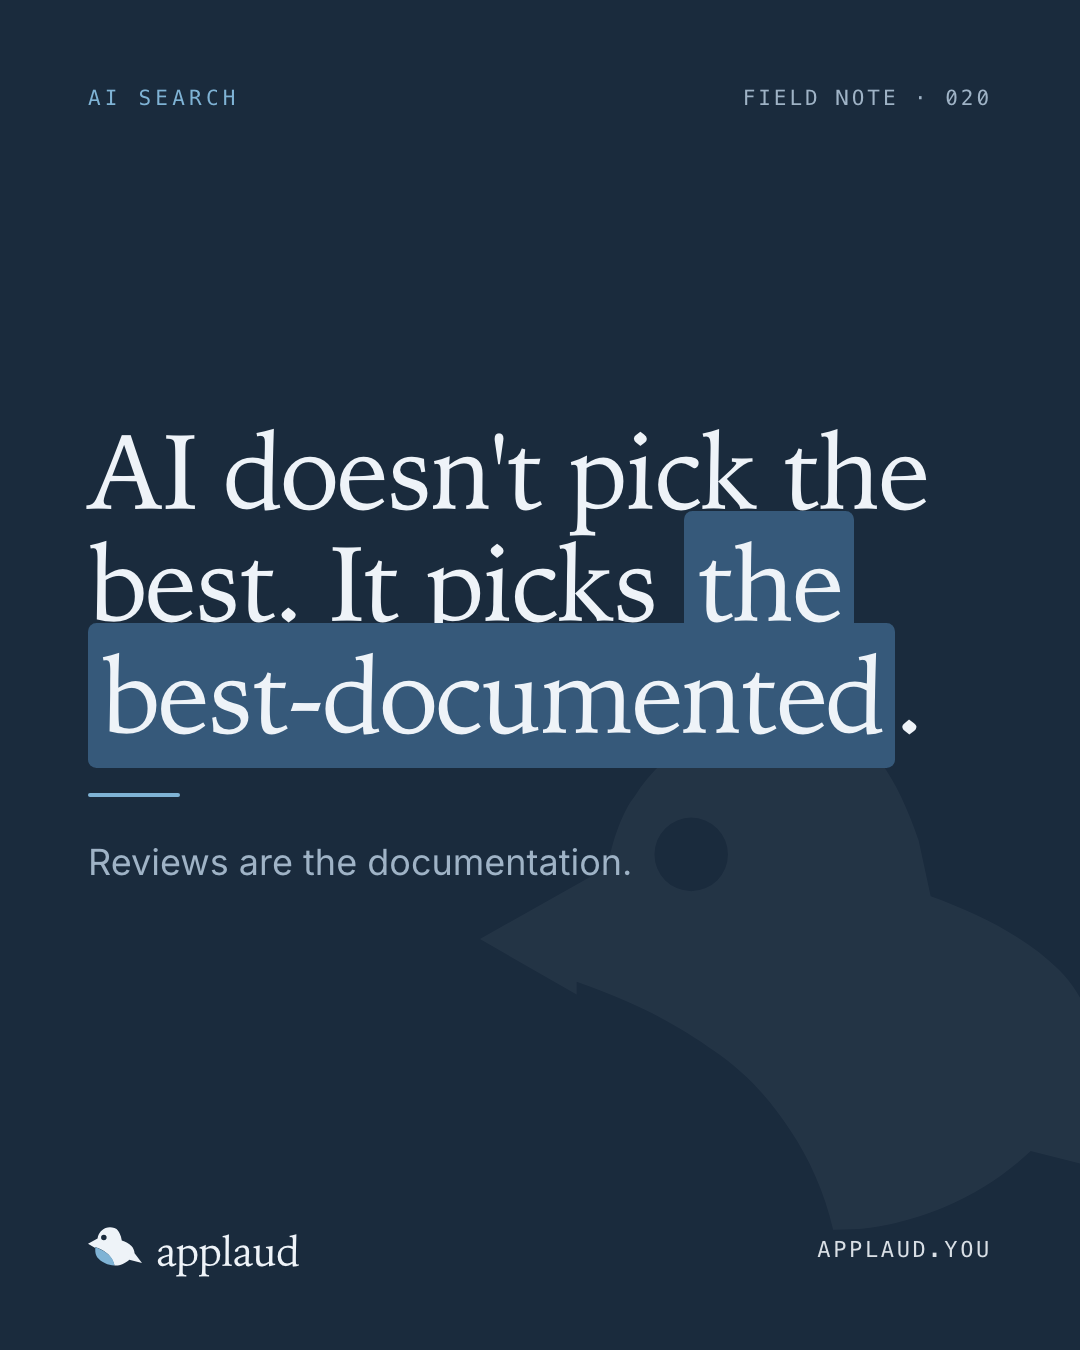 AI SEARCH
FIELD NOTE · 020
AI doesn't pick the
best. It picks the
best-documented.
Reviews are the documentation.
applaud
APPLAUD.YOU